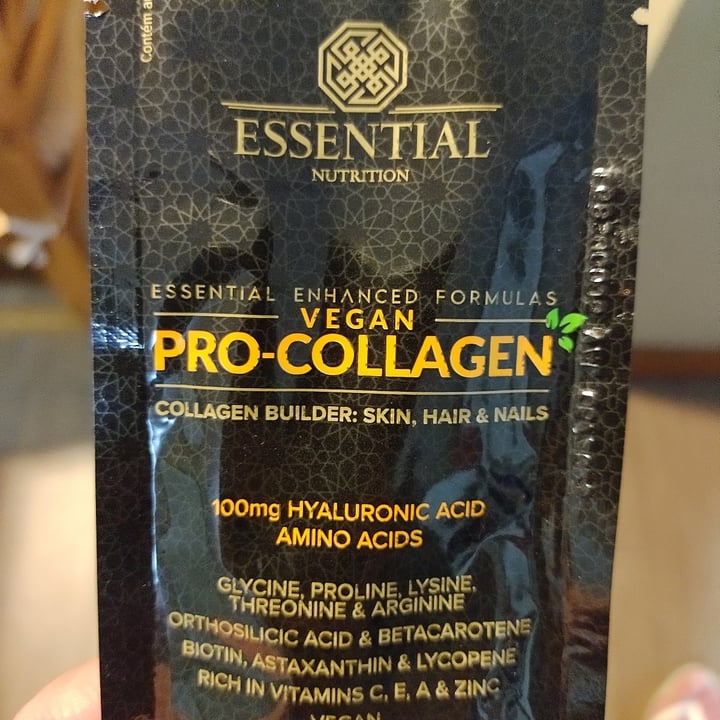 Contém a
ESSENTIAL
NUTRITION
ESSENTIAL ENHANCED FORMULAS
VEGAN
PRO-COLLAGEN
COLLAGEN BUILDER: SKIN, HAIR & NAILS
100mg HYALURONIC ACID
AMINO ACIDS
GLYCINE, PROLINE, LYSINE,
THREONINE & ARGININE
ORTHOSILICIC ACID & BETACAROTENE
BIOTIN, ASTAXANTHIN & LYCOPENE
RICH IN VITAMINS C, E, A & ZINC
VEGAN